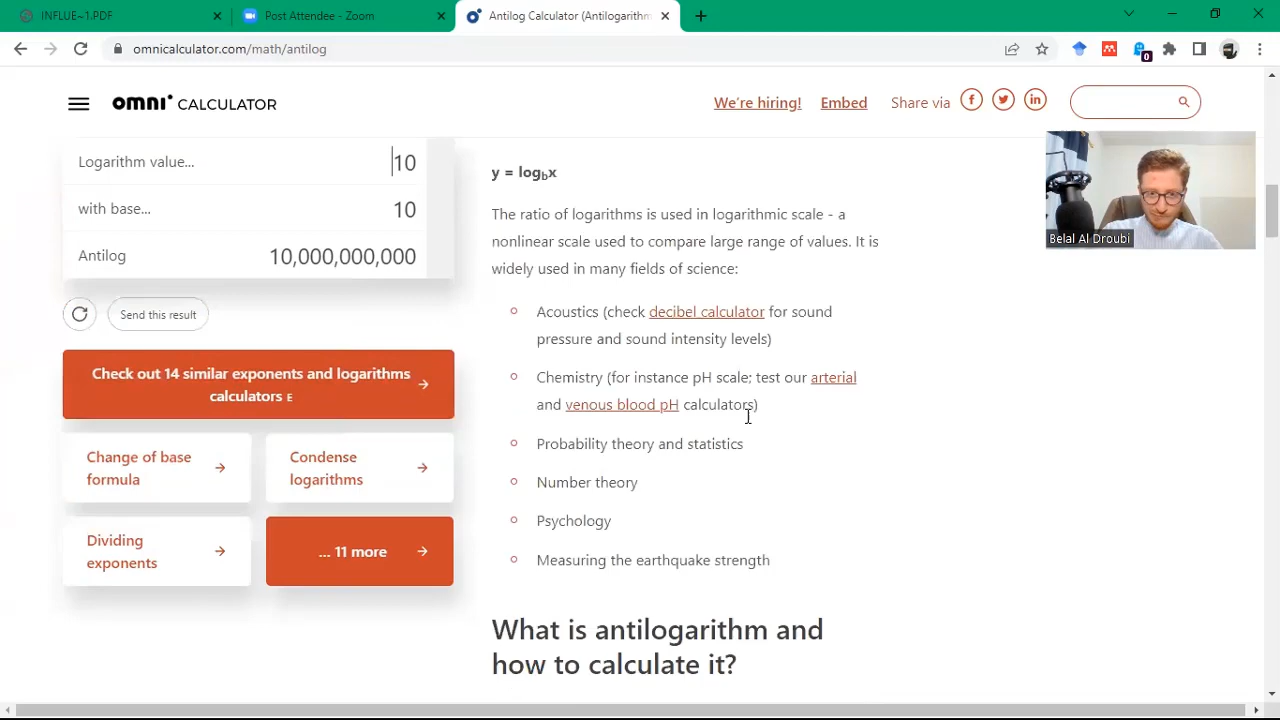 INFLUE~1.PDF
Post Attendee - Zoom
Antilog Calculator (Antilogarithm
omnicalculator.com/math/antilog
0
omni CALCULATOR
We're hiring!
Embed
Share via
Logarithm value...
10
with base...
10
Antilog
10,000,000,000
Send this result
Check out 14 similar exponents and logarithms
calculators E
Change of base
formula
Condense
logarithms
Dividing
exponents
... 11 more
y = logbx
The ratio of logarithms is used in logarithmic scale - a
nonlinear scale used to compare large range of values. It is
widely used in many fields of science:
Acoustics (check decibel calculator for sound
pressure and sound intensity levels)
Chemistry (for instance pH scale; test our arterial
and venous blood pH calculators)
Probability theory and statistics
Number theory
Psychology
Measuring the earthquake strength
What is antilogarithm and
how to calculate it?
Belal Al Droubi